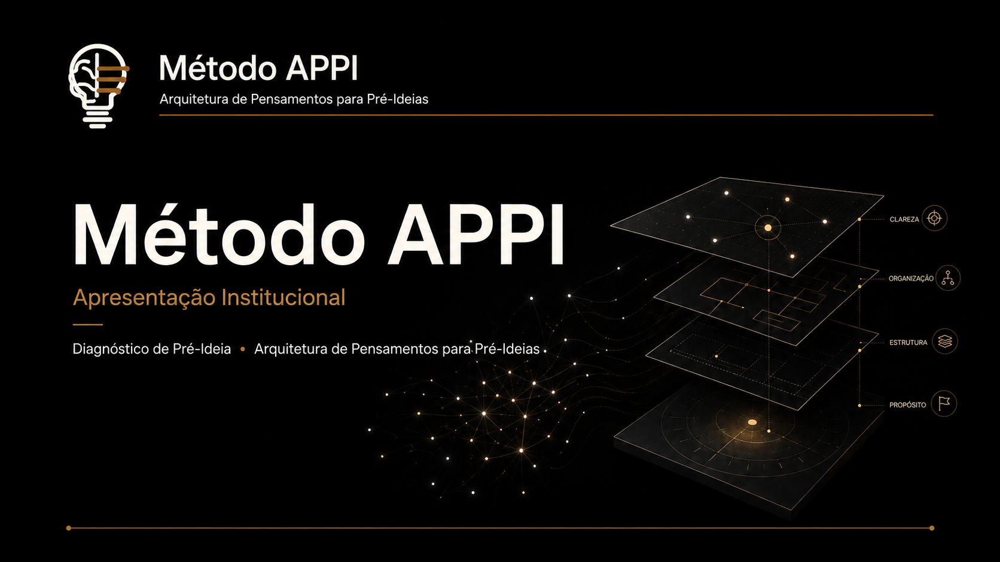 Método APPI
Arquitetura de Pensamentos para Pré-Ideias
Método APPI
Apresentação Institucional
Diagnóstico de Pré-Ideia • Arquitetura de Pensamentos para Pré-Ideias
CLAREZA
ORGANIZAÇÃO
ESTRUTURA
PROPÓSITO